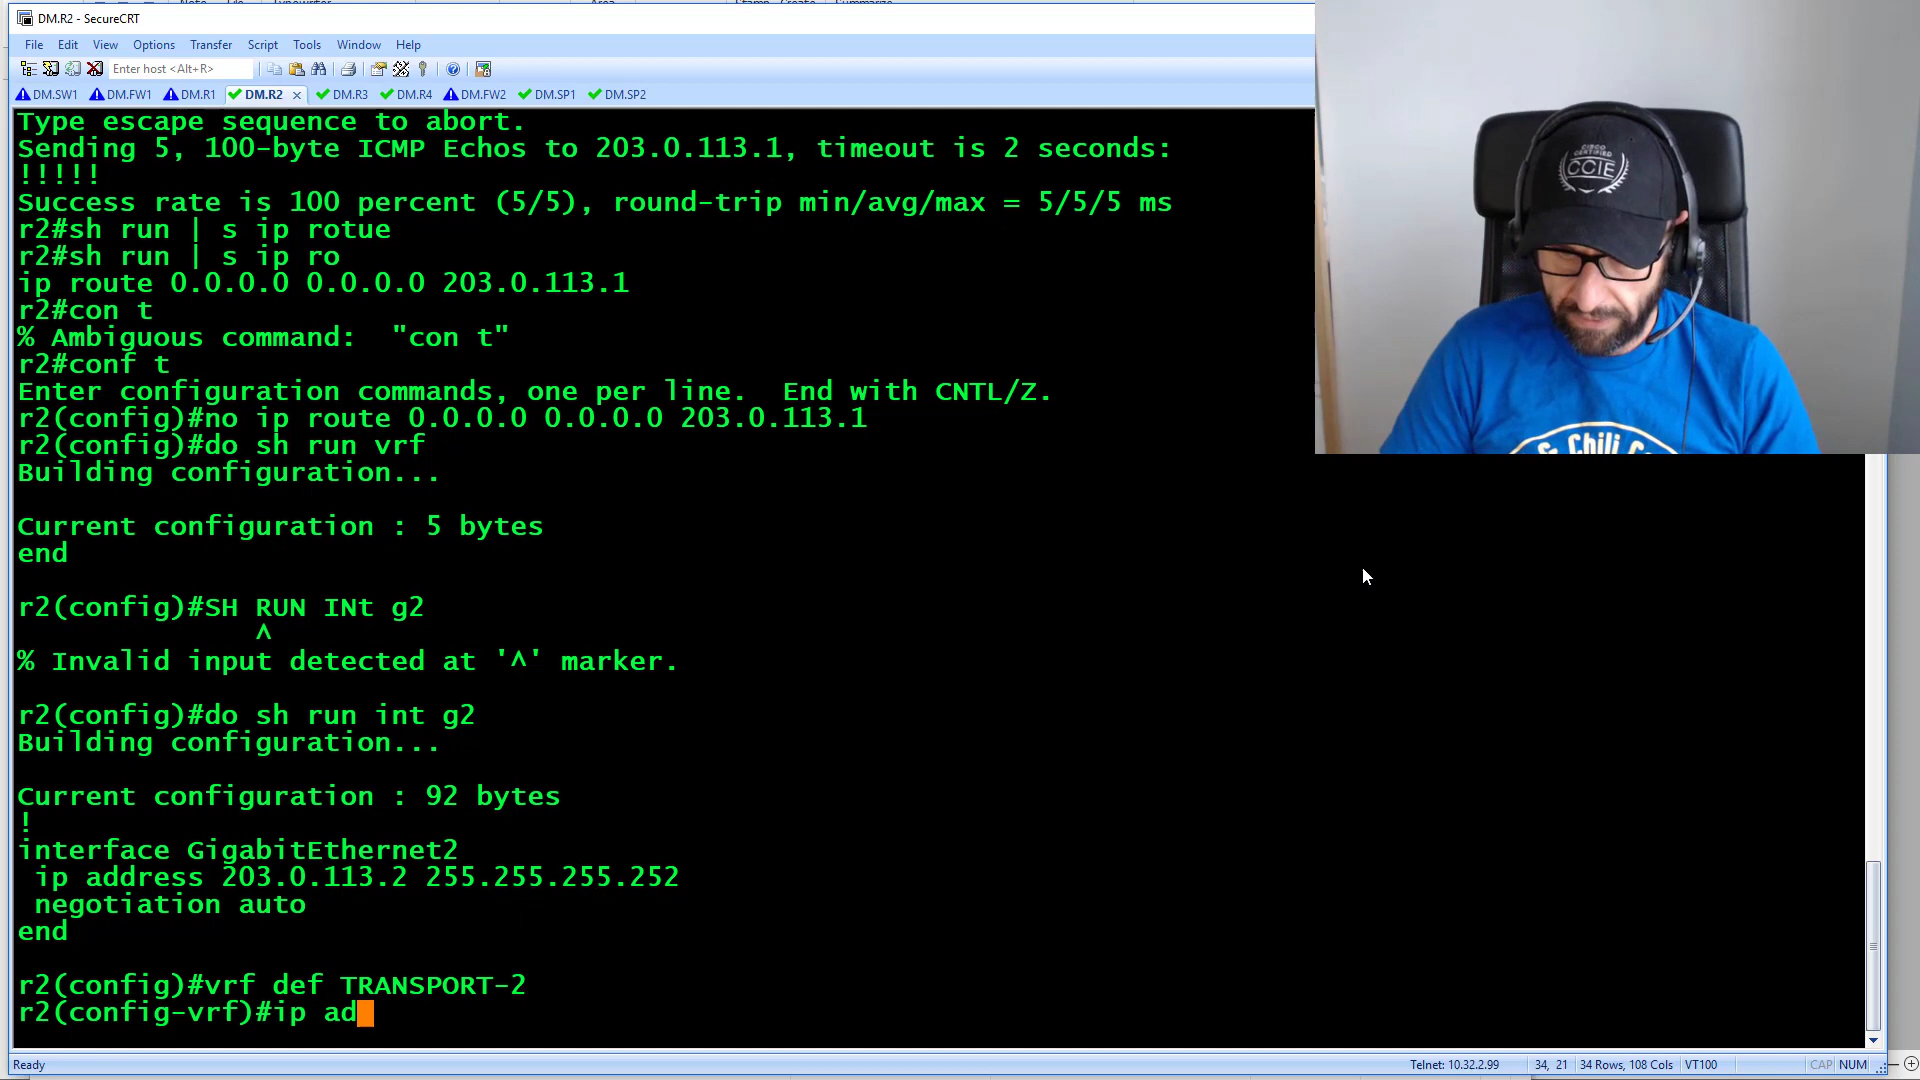 DM.R2 - SecureCRT
File Edit View Options Transfer Script Tools Window Help
Enter host <Alt+R>
DM.SW1 DM.FW1 DM.R1 DM.R2 DM.R3 DM.R4 DM.FW2 DM.SP1 DM.SP2
Type escape sequence to abort.
Sending 5, 100-byte ICMP Echos to 203.0.113.1, timeout is 2 seconds:
!!!!!
Success rate is 100 percent (5/5), round-trip min/avg/max = 5/5/5 ms
r2#sh run | s ip rotue
r2#sh run | s ip ro
ip route 0.0.0.0 0.0.0.0 203.0.113.1
r2#con t
% Ambiguous command:  "con t"
r2#conf t
Enter configuration commands, one per line.  End with CNTL/Z.
r2(config)#no ip route 0.0.0.0 0.0.0.0 203.0.113.1
r2(config)#do sh run vrf
Building configuration...
Current configuration : 5 bytes
end
r2(config)#SH RUN INt g2
^
% Invalid input detected at '^' marker.
r2(config)#do sh run int g2
Building configuration...
Current configuration : 92 bytes
!
interface GigabitEthernet2
ip address 203.0.113.2 255.255.255.252
negotiation auto
end
r2(config)#vrf def TRANSPORT-2
r2(config-vrf)#ip ad
Ready
Telnet: 10.32.2.99 34, 21 34 Rows, 108 Cols VT100 CAP NUM
CISCO
CERTIFIED
CCIE
& Chili